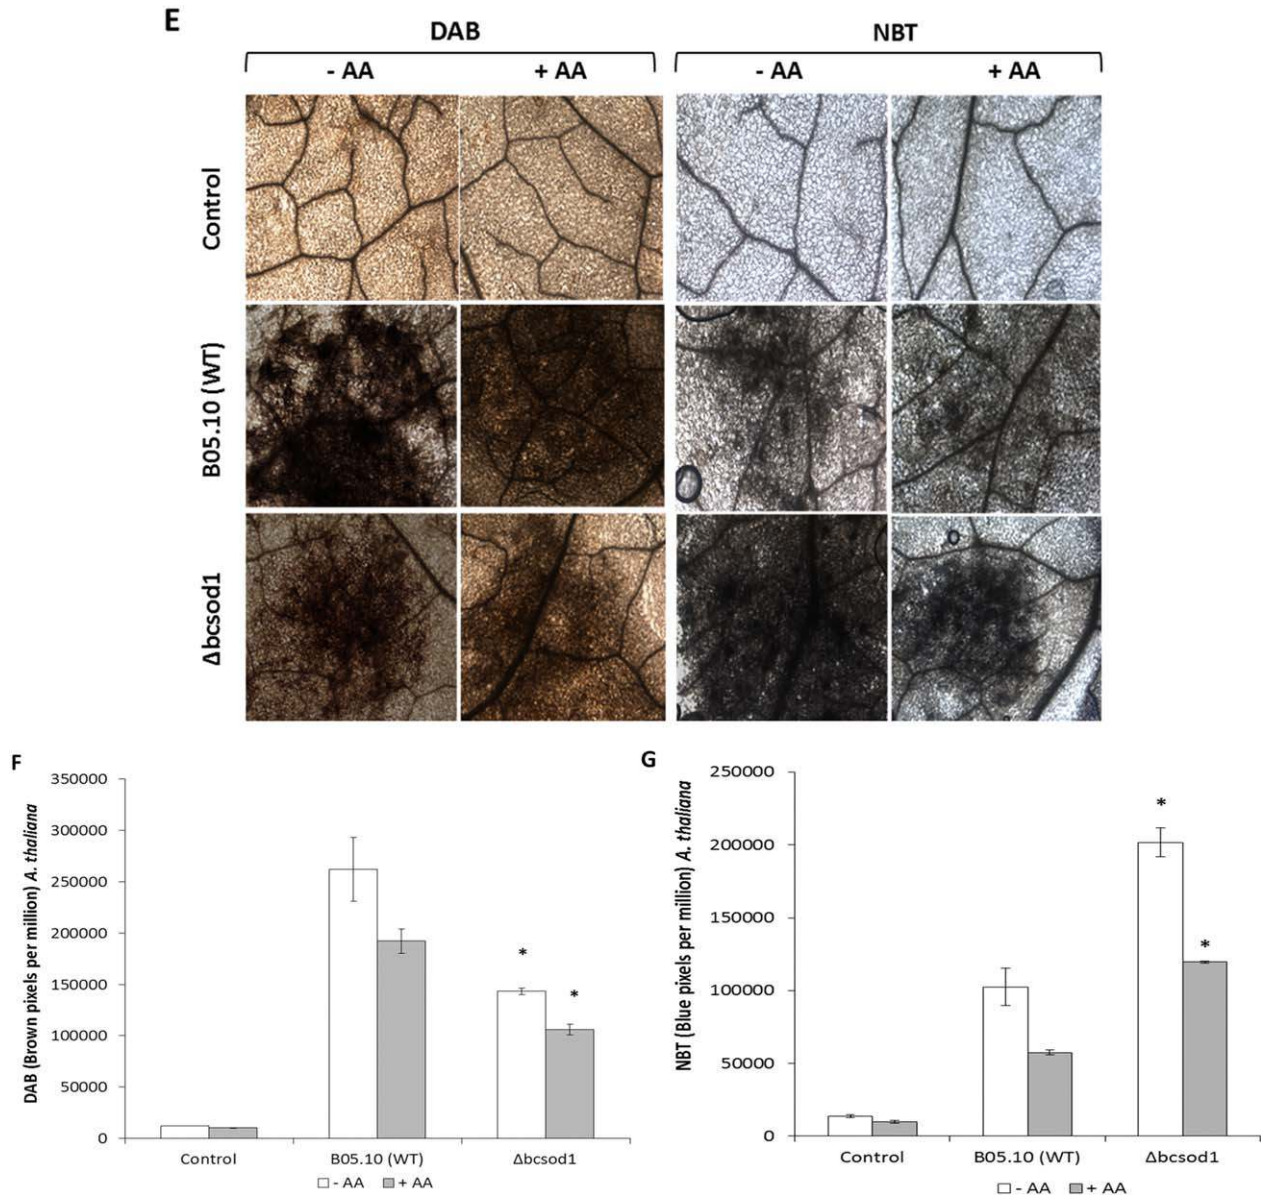 E
DAB
NBT
- AA
+ AA
- AA
+ AA
Control
B05.10 (WT)
Δbcsod1
F
DAB (Brown pixels per million) A. thaliana
350000
300000
250000
200000
150000
100000
50000
0
*
*
Control
B05.10 (WT)
Δbcsod1
- AA
+ AA
G
NBT (Blue pixels per million) A. thaliana
250000
200000
150000
100000
50000
0
*
*
Control
B05.10 (WT)
Δbcsod1
- AA
+ AA